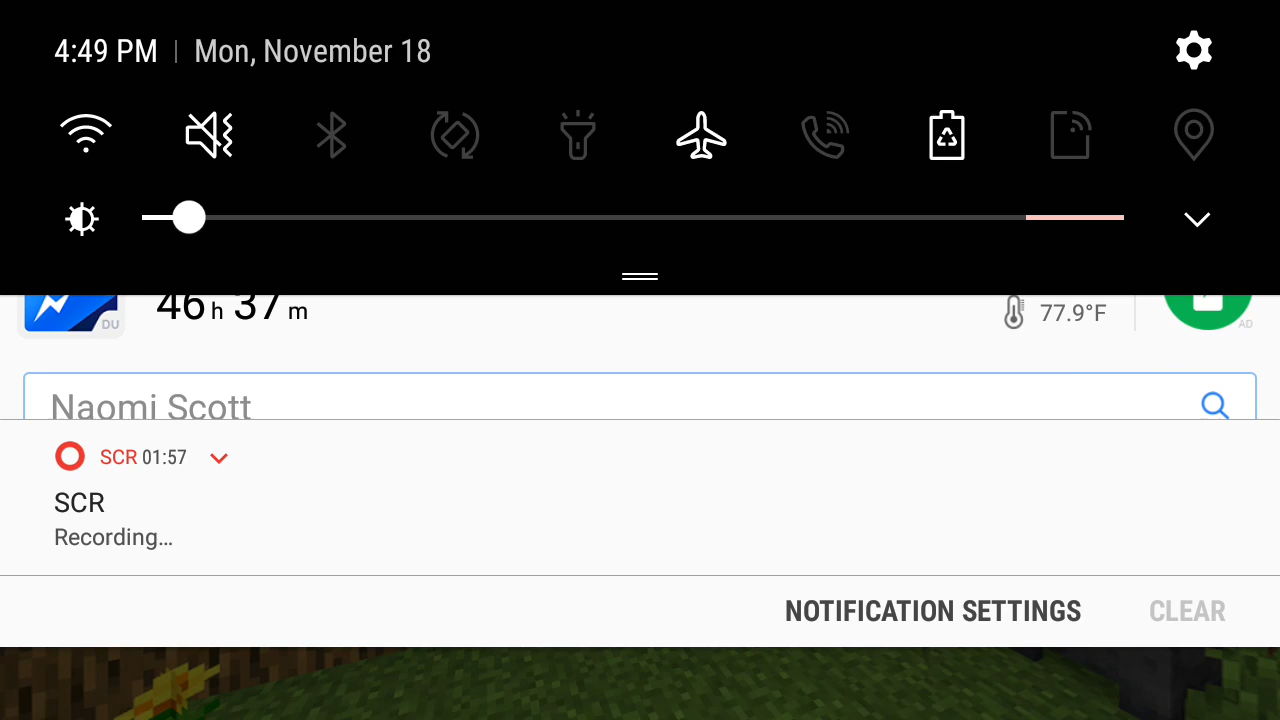 4:49 PM | Mon, November 18
DU
46 h 37 m
77.9°F
AD
Naomi Scott
SCR 01:57
SCR
Recording...
NOTIFICATION SETTINGS
CLEAR